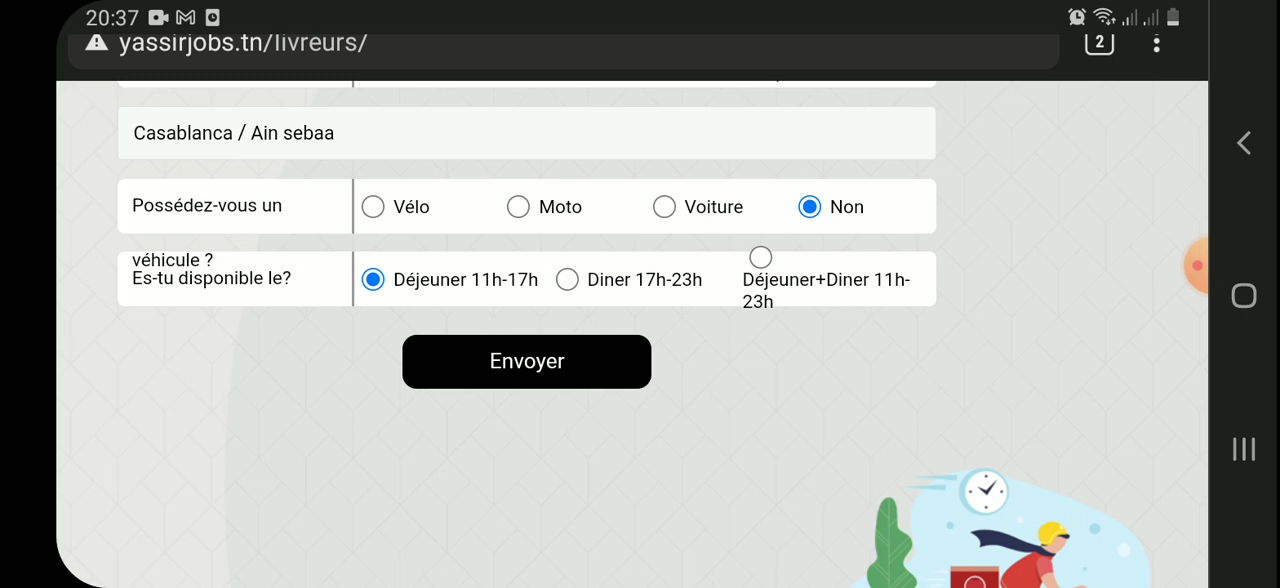 20:37
yassirjobs.tn/livreurs/
2
Casablanca / Ain sebaa
Possédez-vous un
véhicule ?
Vélo
Moto
Voiture
Non
Es-tu disponible le?
Déjeuner 11h-17h
Diner 17h-23h
Déjeuner+Diner 11h-
23h
Envoyer